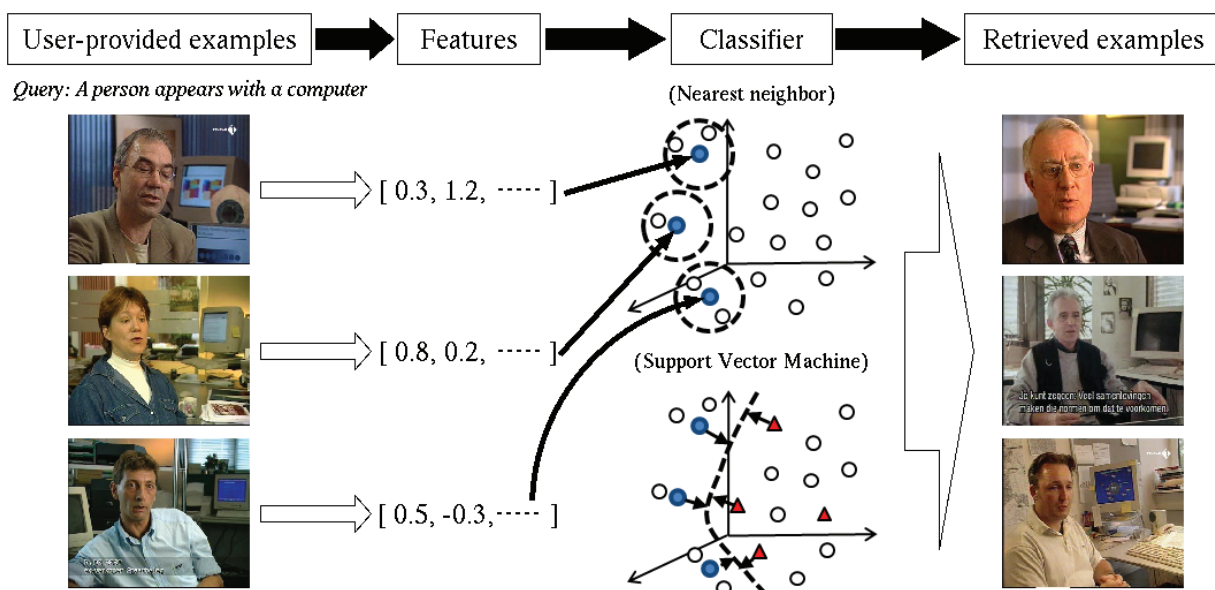 User-provided examples
Features
Classifier
Retrieved examples
Query: A person appears with a computer
(Nearest neighbor)
[ 0.3, 1.2, ----- ]
[ 0.8, 0.2, ----- ]
(Support Vector Machine)
Je kunt zeggen: Veel samenlevingen
maken die normen om dat te voorkomen.
[ 0.5, -0.3, ----- ]